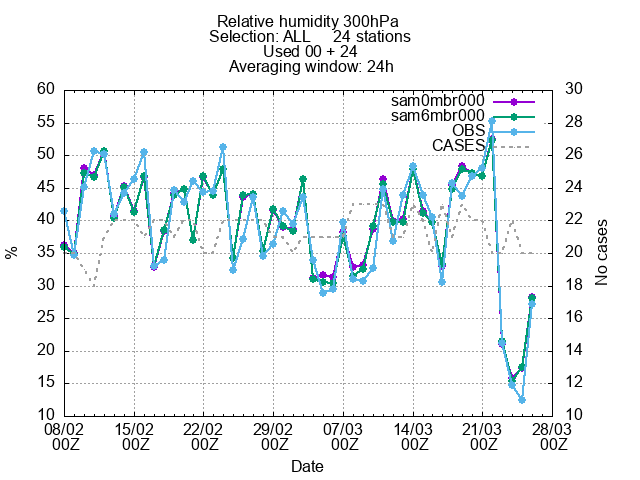 Relative humidity 300hPa
Selection: ALL 24 stations
Used 00 + 24
Averaging window: 24h
60 55 50 45 40 35 30 25 20 15 10
%
sam0mbr000
sam6mbr000
OBS
CASES
30 28 26 24 22 20 18 16 14 12 10
No cases
08/02 15/02 22/02 29/02 07/03 14/03 21/03 28/03
00Z 00Z 00Z 00Z 00Z 00Z 00Z 00Z
Date